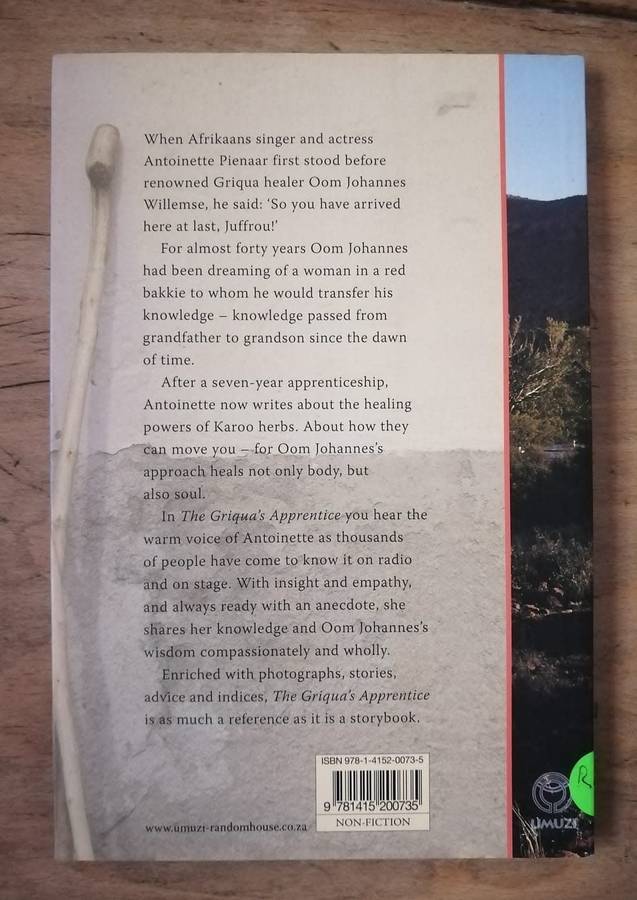 When Afrikaans singer and actress
Antoinette Pienaar first stood before
renowned Griqua healer Oom Johannes
Willemse, he said: ‘So you have arrived
here at last, Juffrou!’
For almost forty years Oom Johannes
had been dreaming of a woman in a red
bakkie to whom he would transfer his
knowledge – knowledge passed from
grandfather to grandson since the dawn
of time.
After a seven-year apprenticeship,
Antoinette now writes about the healing
powers of Karoo herbs. About how they
can move you – for Oom Johannes’s
approach heals not only body, but
also soul.
In The Griqua’s Apprentice you hear the
warm voice of Antoinette as thousands
of people have come to know it on radio
and on stage. With insight and empathy,
and always ready with an anecdote, she
shares her knowledge and Oom Johannes’s
wisdom compassionately and wholly.
Enriched with photographs, stories,
advice and indices, The Griqua’s Apprentice
is as much a reference as it is a storybook.
ISBN 978-1-4152-0073-5
9 781415 200735
NON-FICTION
www.umuzi-randomhouse.co.za
UMUZI
R